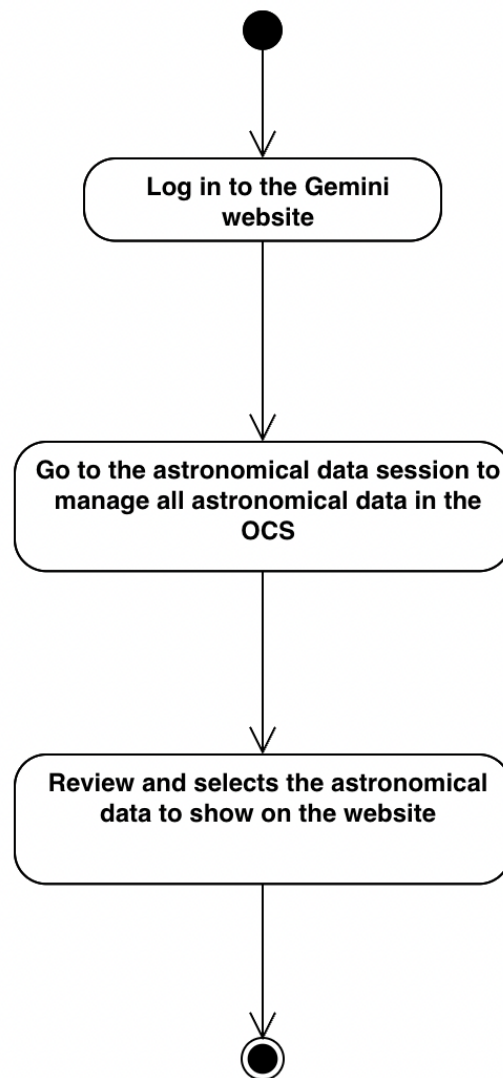 Log in to the Gemini
website
Go to the astronomical data session to
manage all astronomical data in the
OCS
Review and selects the astronomical
data to show on the website